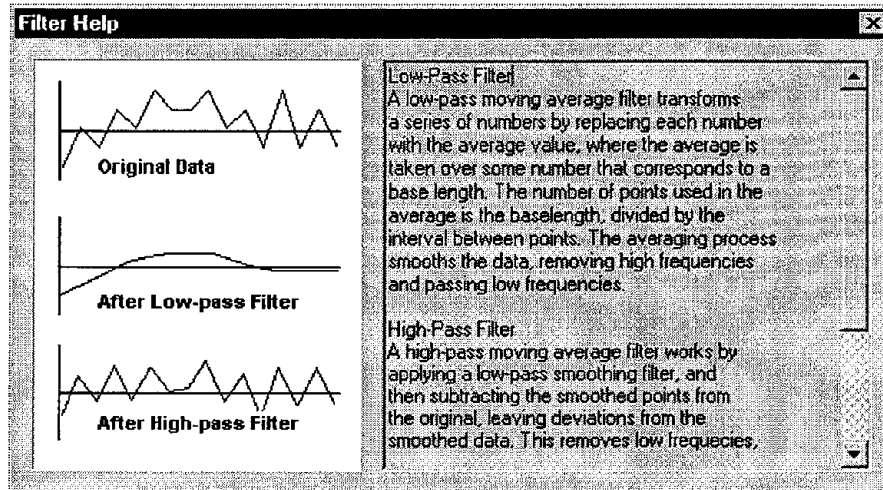 Filter Help
Original Data
After Low-pass Filter
After High-pass Filter
Low-Pass Filter
A low-pass moving average filter transforms
a series of numbers by replacing each number
with the average value, where the average is
taken over some number that corresponds to a
base length. The number of points used in the
average is the baselength, divided by the
interval between points. The averaging process
smooths the data, removing high frequencies
and passing low frequencies.
High-Pass Filter
A high-pass moving average filter works by
applying a low-pass smoothing filter, and
then subtracting the smoothed points from
the original, leaving deviations from the
smoothed data. This removes low frequecies,